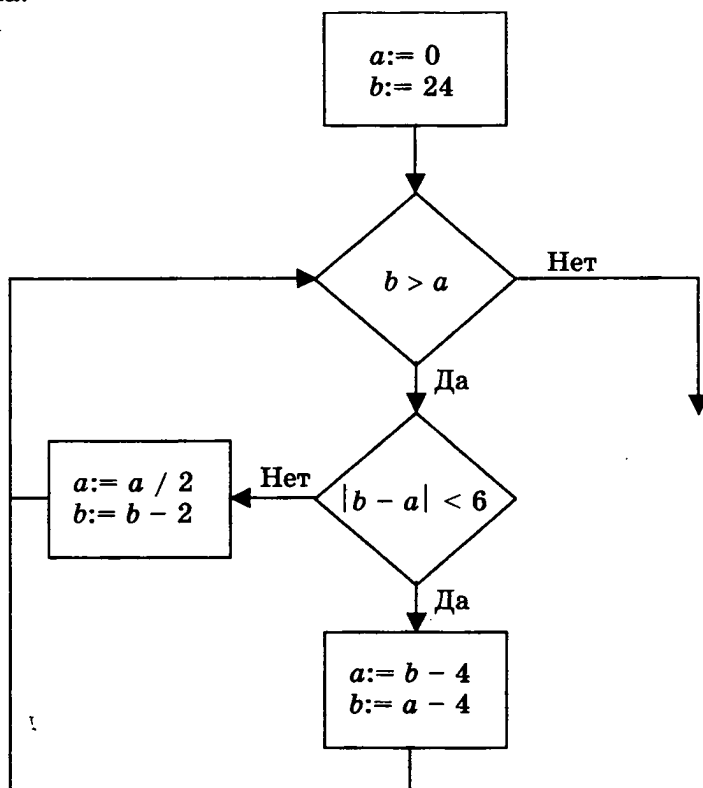 a:= 0
b:= 24
b > a
Нет
Да
a:= a / 2
b:= b − 2
Нет
|b − a| < 6
Да
a:= b − 4
b:= a − 4